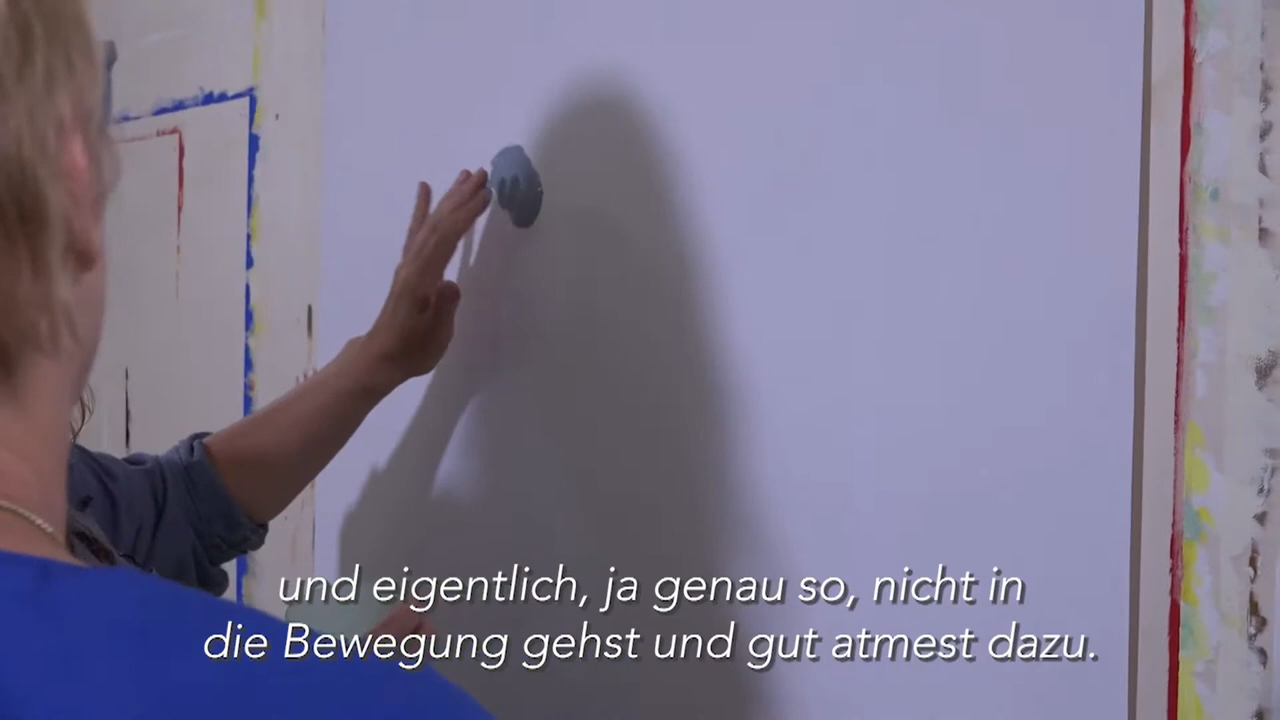 und eigentlich, ja genau so, nicht in
die Bewegung gehst und gut atmest dazu.